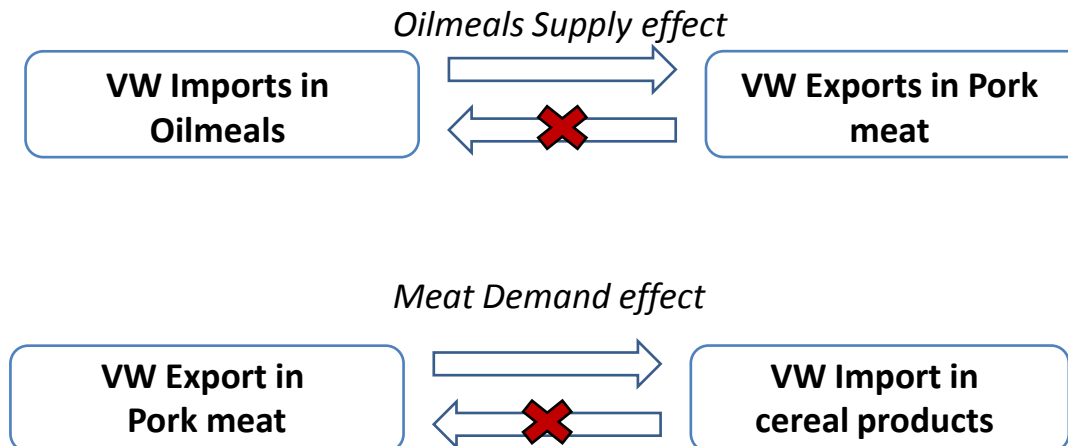 Oilmeals Supply effect
VW Imports in
Oilmeals
VW Exports in Pork
meat
Meat Demand effect
VW Export in
Pork meat
VW Import in
cereal products